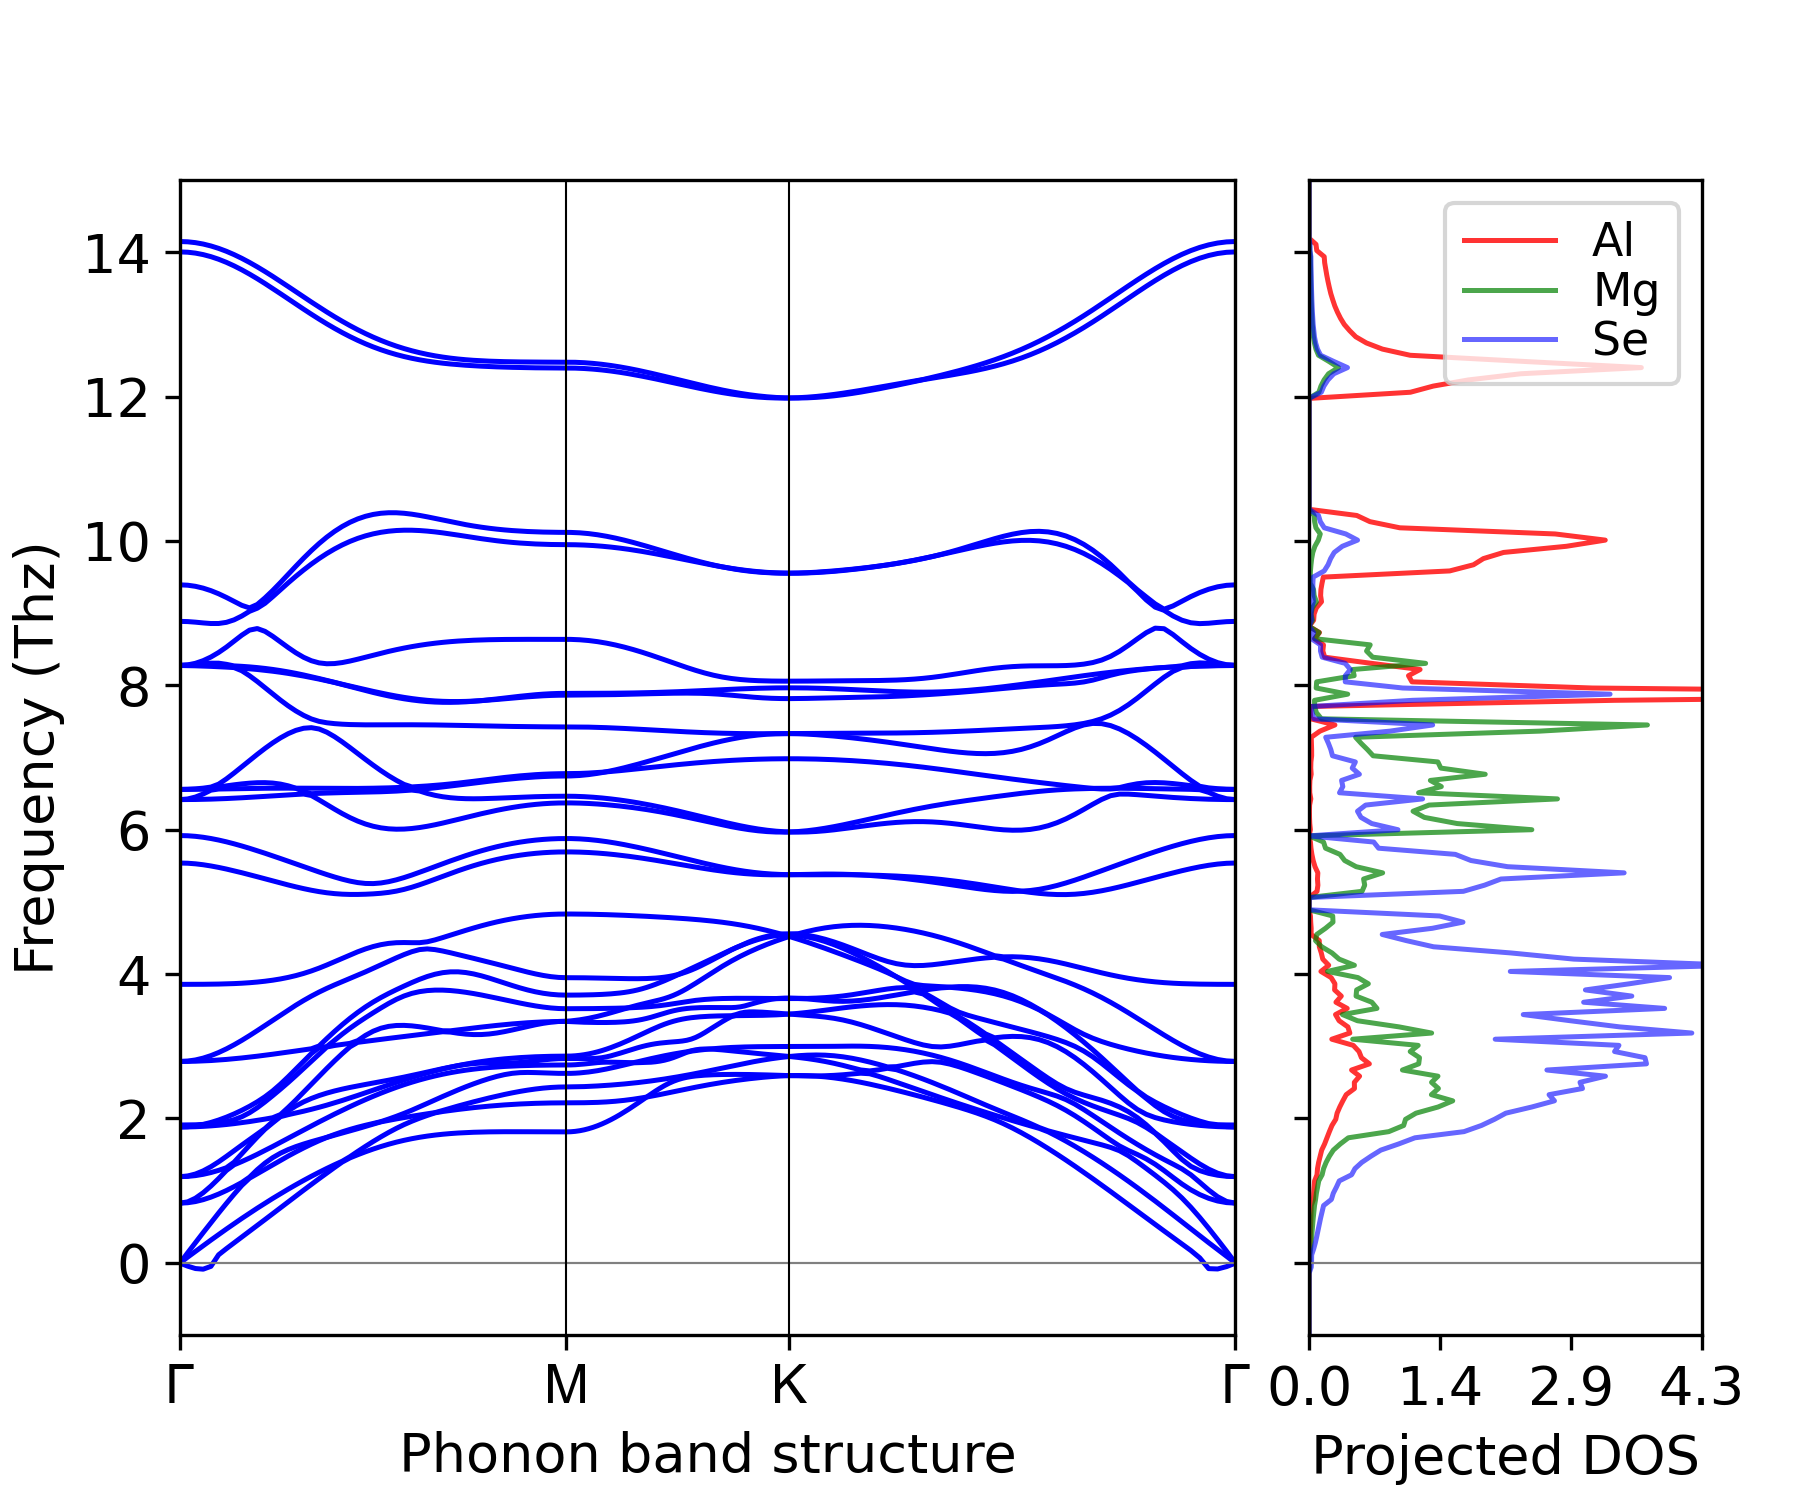 Frequency (Thz)
14
12
10
8
6
4
2
0
Γ M K Γ
Phonon band structure
Al
Mg
Se
0.0 1.4 2.9 4.3
Projected DOS